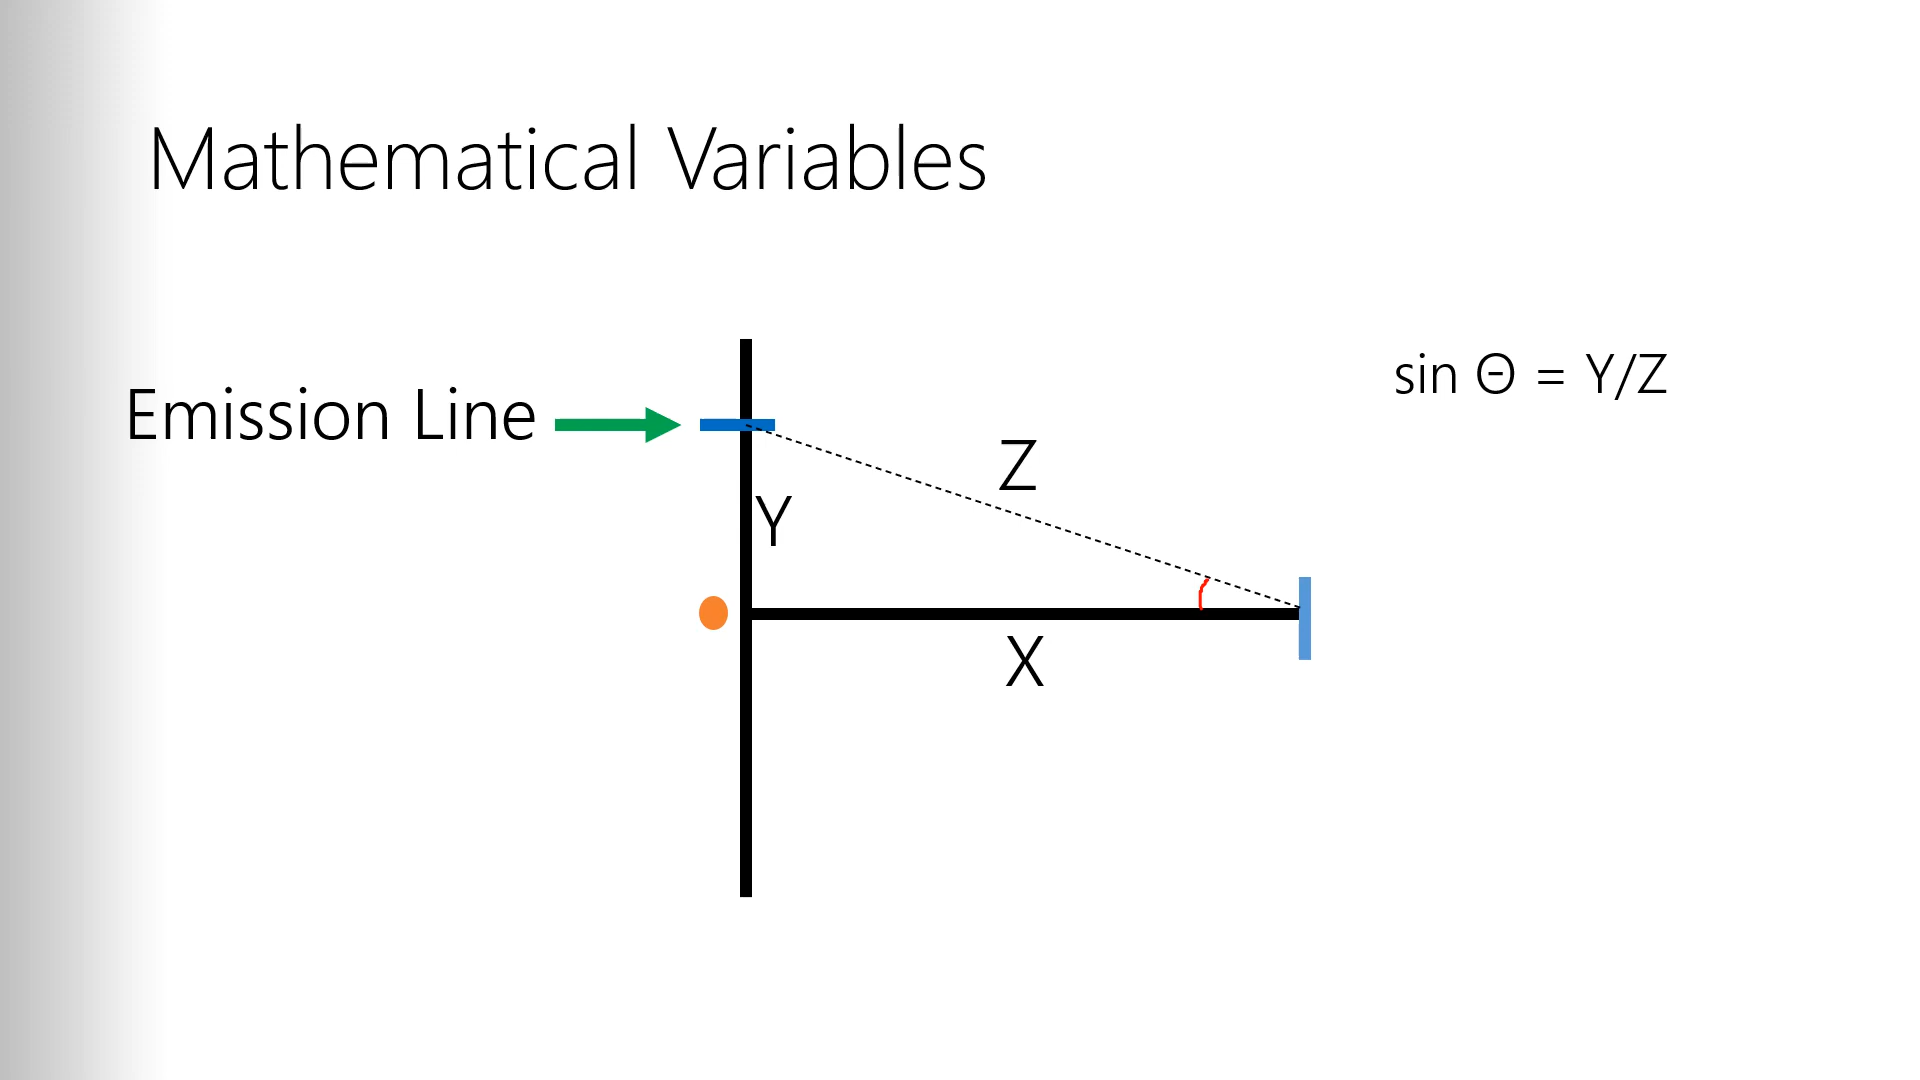 Mathematical Variables
sin Θ = Y/Z
Emission Line
Z
Y
X